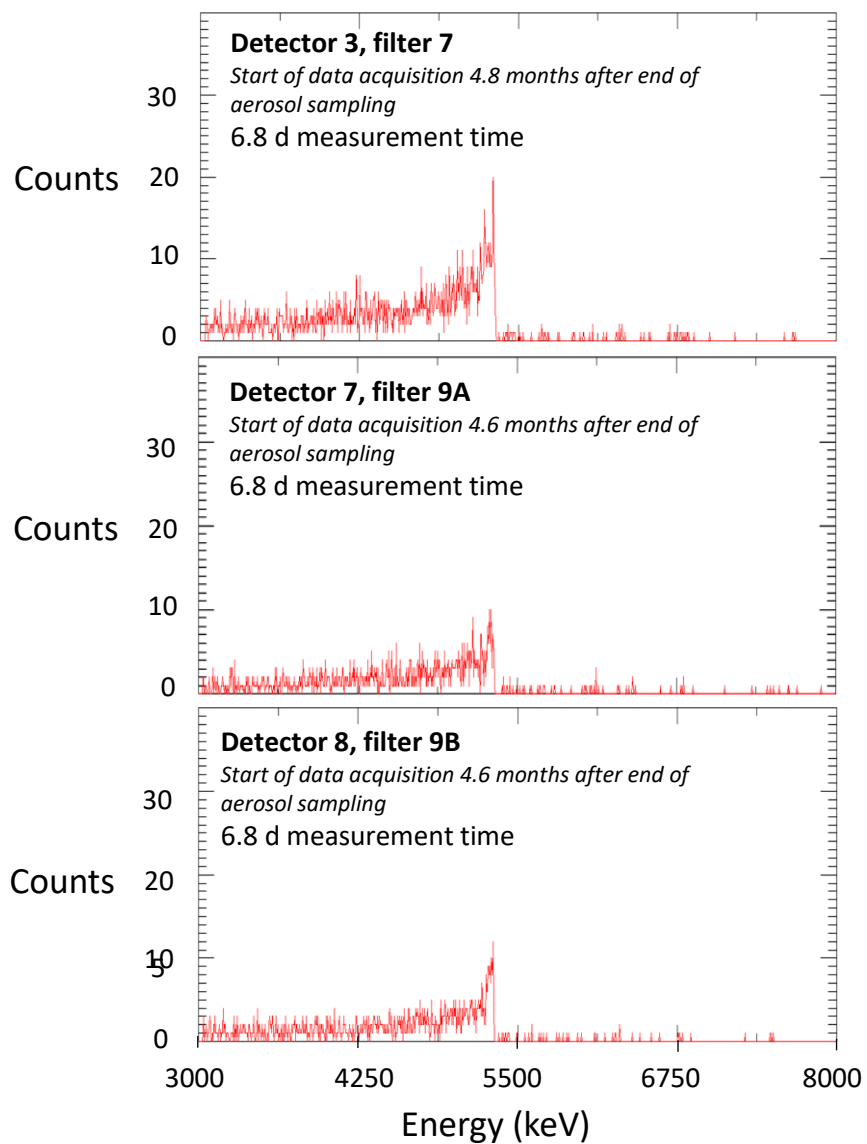 Detector 3, filter 7
Start of data acquisition 4.8 months after end of
aerosol sampling
6.8 d measurement time
30
Counts
20
10
0
Detector 7, filter 9A
Start of data acquisition 4.6 months after end of
aerosol sampling
6.8 d measurement time
30
Counts
20
10
0
Detector 8, filter 9B
Start of data acquisition 4.6 months after end of
aerosol sampling
6.8 d measurement time
30
Counts
20
10
5
0
3000 4250 5500 6750 8000
Energy (keV)